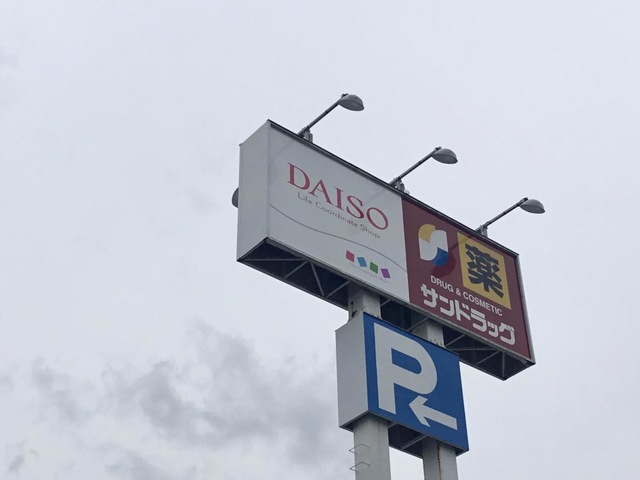 DAISO
Life Coordinate Shop
薬
DRUG & COSMETIC
サンドラッグ
P